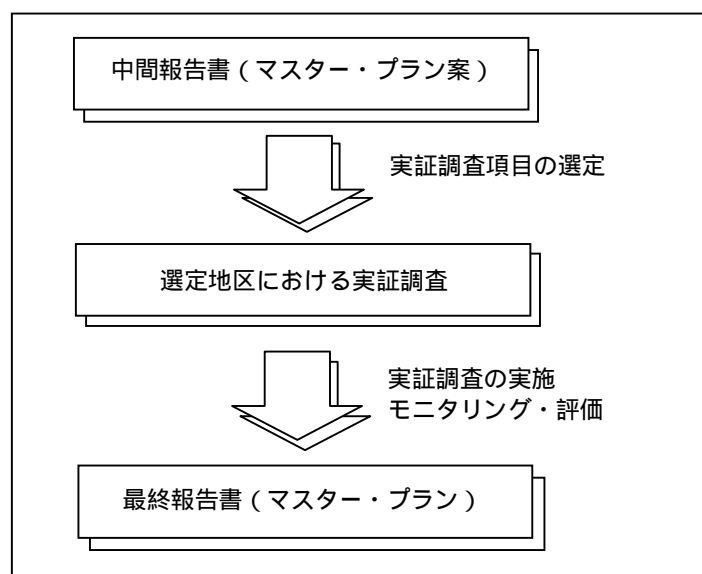 中間報告書（マスター・プラン案）
実証調査項目の選定
選定地区における実証調査
実証調査の実施
モニタリング・評価
最終報告書（マスター・プラン）